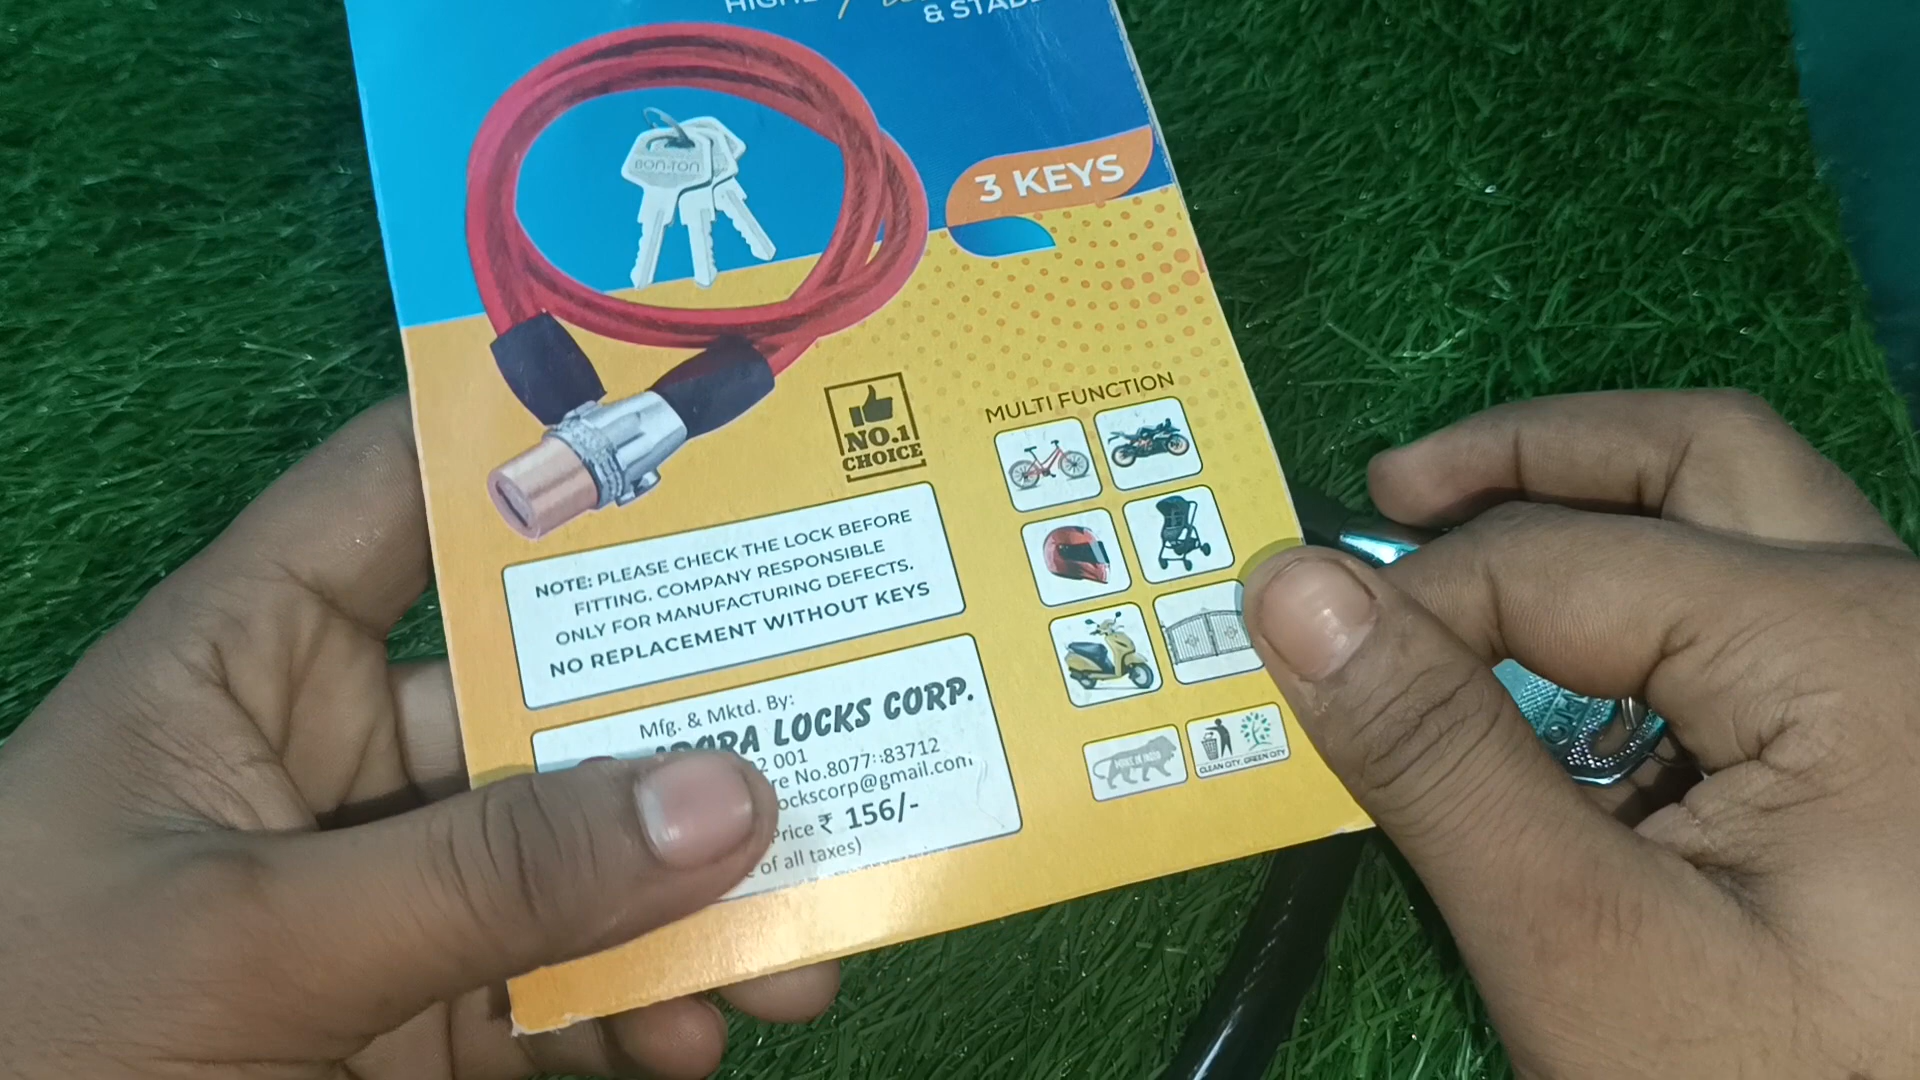 & STAB
BON-TON
3 KEYS
NO.1
CHOICE
MULTI FUNCTION
NOTE: PLEASE CHECK THE LOCK BEFORE
FITTING. COMPANY RESPONSIBLE
ONLY FOR MANUFACTURING DEFECTS.
NO REPLACEMENT WITHOUT KEYS
Mfg. & Mktd. By:
LOCKS CORP.
001
No.8077::83712
ockscorp@gmail.com
Price ₹ 156/-
of all taxes)
MAKE IN INDIA
CLEAN CITY, GREEN CITY